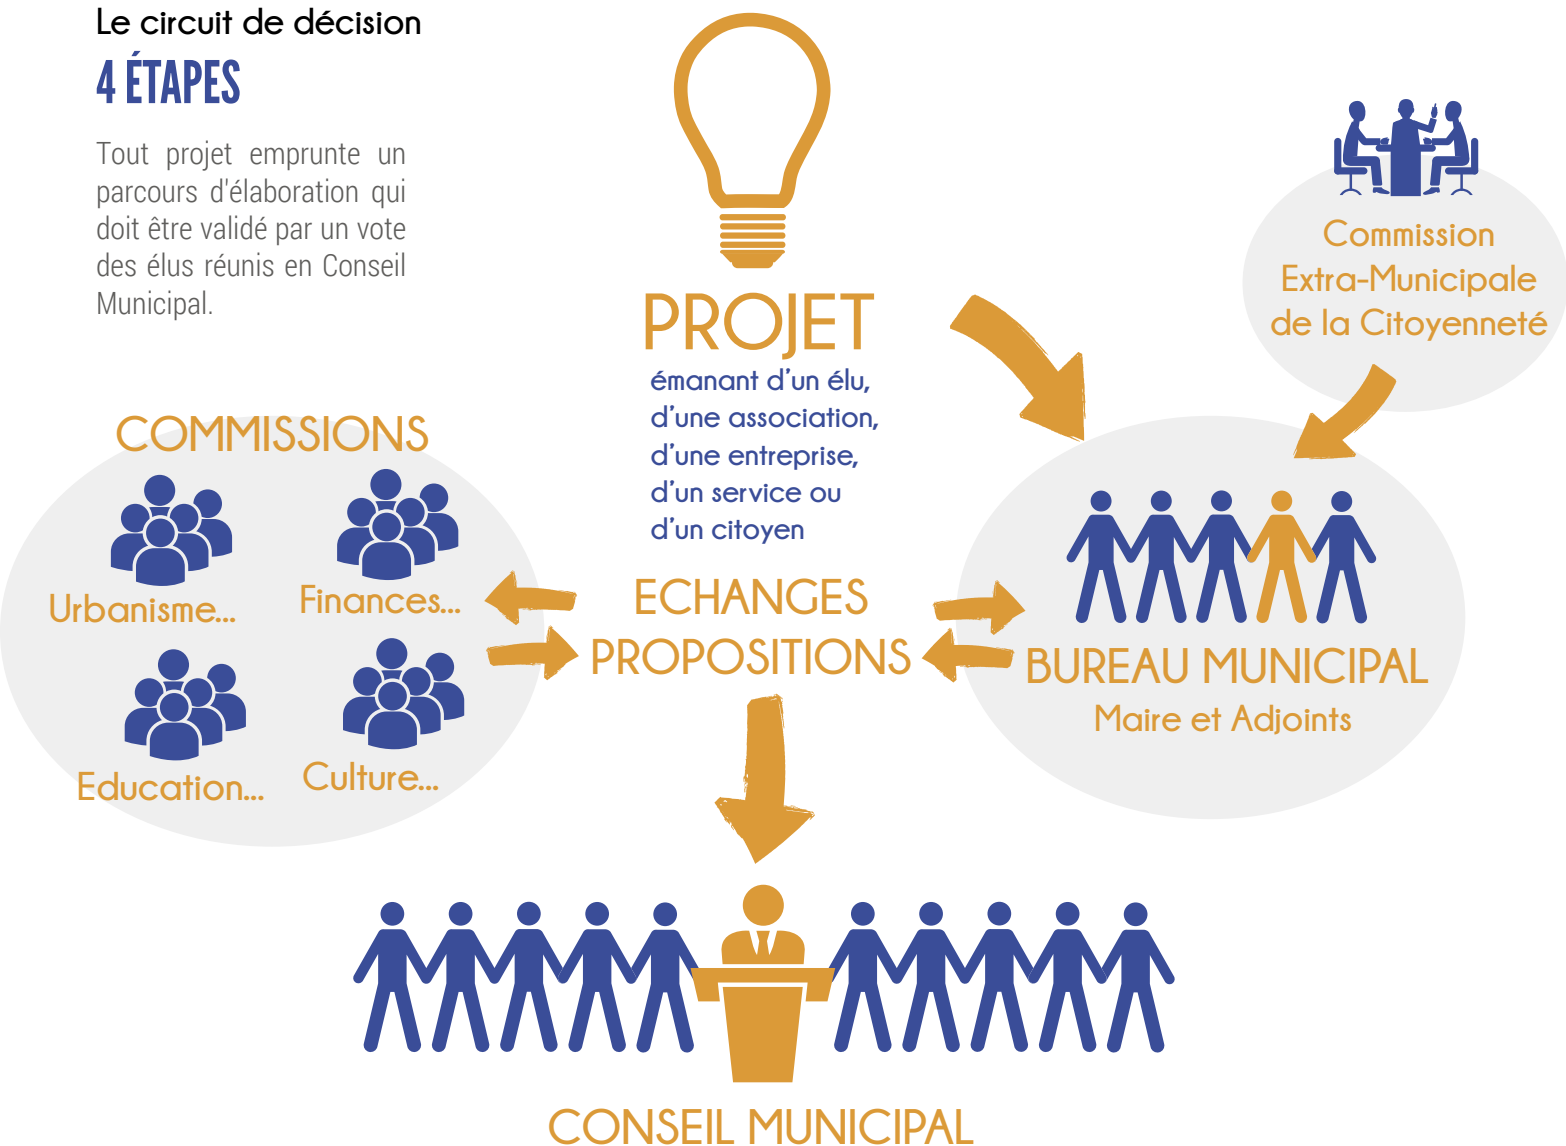 Le circuit de décision
4 ÉTAPES
Tout projet emprunte un
parcours d'élaboration qui
doit être validé par un vote
des élus réunis en Conseil
Municipal.
PROJET
émanant d’un élu,
d’une association,
d’une entreprise,
d’un service ou
d’un citoyen
Commission
Extra-Municipale
de la Citoyenneté
COMMISSIONS
Urbanisme...
Finances...
Education...
Culture...
ECHANGES
PROPOSITIONS
BUREAU MUNICIPAL
Maire et Adjoints
CONSEIL MUNICIPAL